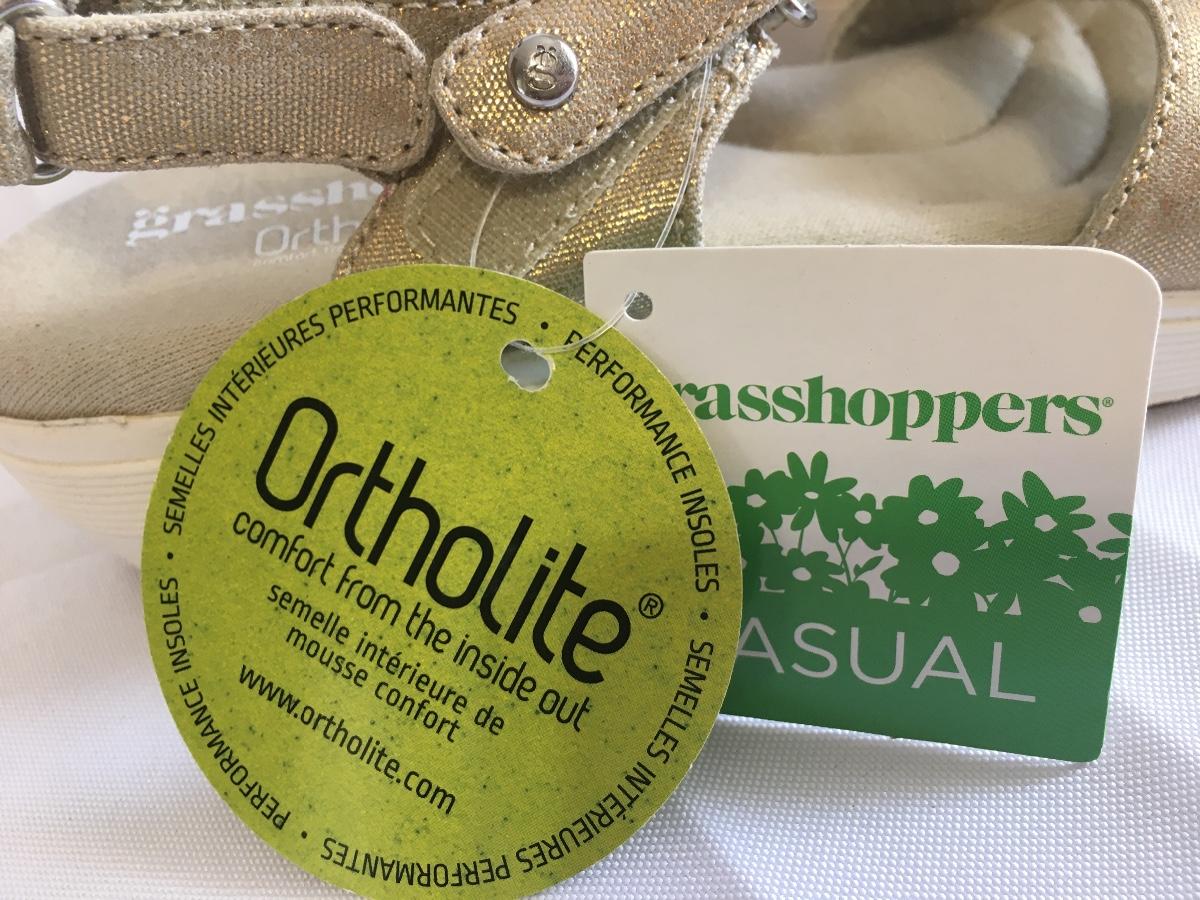 g
grassh
Orth
SEMELLES INTÉRIEURES PERFORMANTES • PERFORMANCE INSOLES • SEMELLES INTÉRIEURES PERFORMANTES • PERFORMANCE INSOLES •
Ortholite®
comfort from the inside out
semelle intérieure de
mousse confort
www.ortholite.com
rasshoppers®
ASUAL